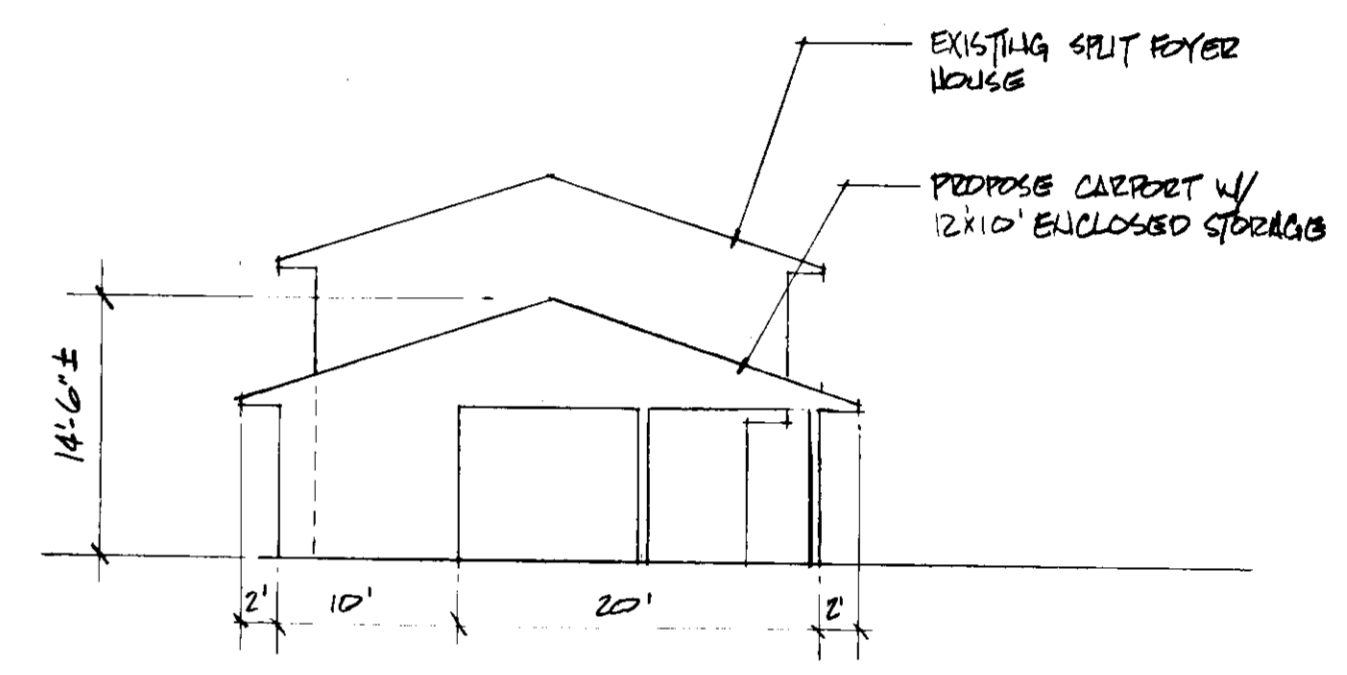 EXISTING SPLIT FOYER
HOUSE
PROPOSE CARPORT W/
12'X10' ENCLOSED STORAGE
14'-6"±
2' 10' 20' 2'